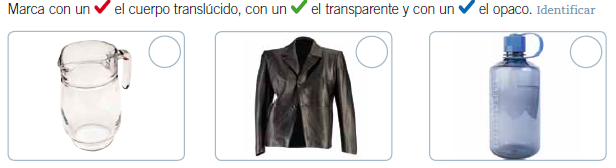 Marca con un ✔ el cuerpo translúcido, con un ✔ el transparente y con un ✔ el opaco. Identificar